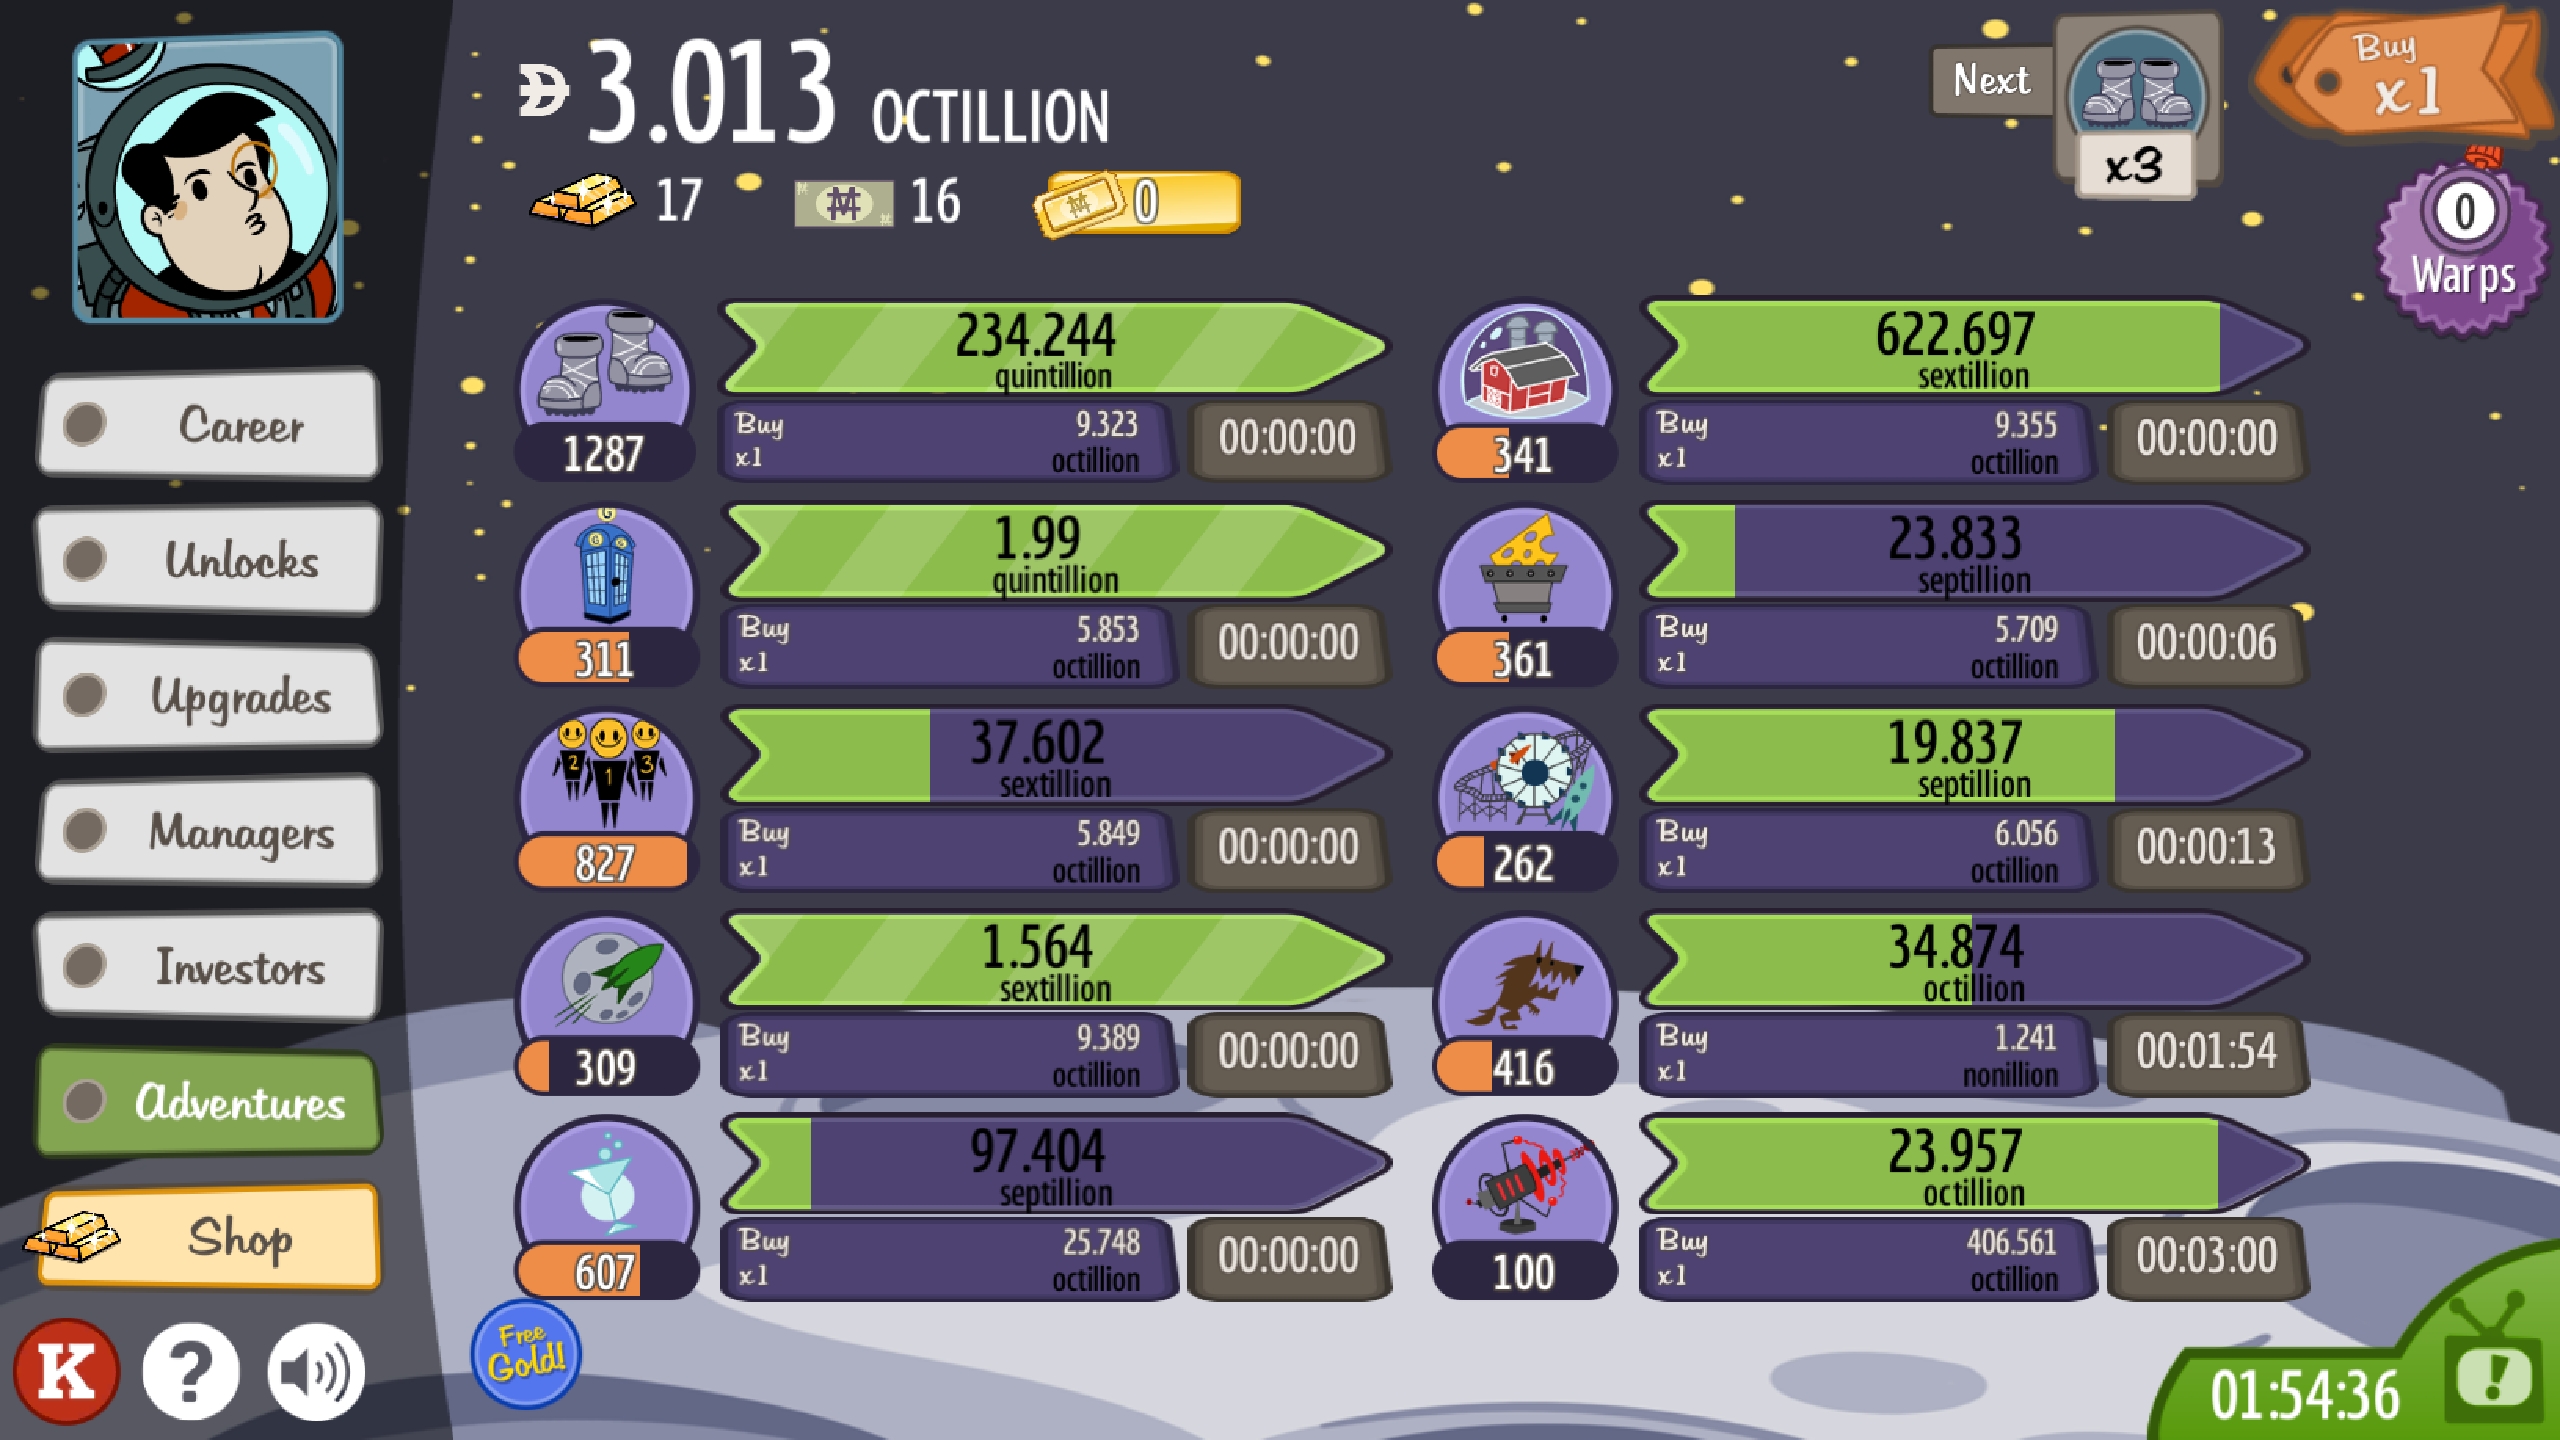 3.013 OCTILLION
17
16
0
Next
x3
Buy
x1
0
Warps
Career
Unlocks
Upgrades
Managers
Investors
Adventures
Shop
K
?
Free
Gold!
234.244
quintillion
1287
Buy
x1
9.323
octillion
00:00:00
G
1.99
quintillion
311
Buy
x1
5.853
octillion
00:00:00
2 1 3
37.602
sextillion
827
Buy
x1
5.849
octillion
00:00:00
1.564
sextillion
309
Buy
x1
9.389
octillion
00:00:00
97.404
septillion
607
Buy
x1
25.748
octillion
00:00:00
622.697
sextillion
341
Buy
x1
9.355
octillion
00:00:00
23.833
septillion
361
Buy
x1
5.709
octillion
00:00:06
19.837
septillion
262
Buy
x1
6.056
octillion
00:00:13
34.874
octillion
416
Buy
x1
1.241
nonillion
00:01:54
23.957
octillion
100
Buy
x1
406.561
octillion
00:03:00
01:54:36
!